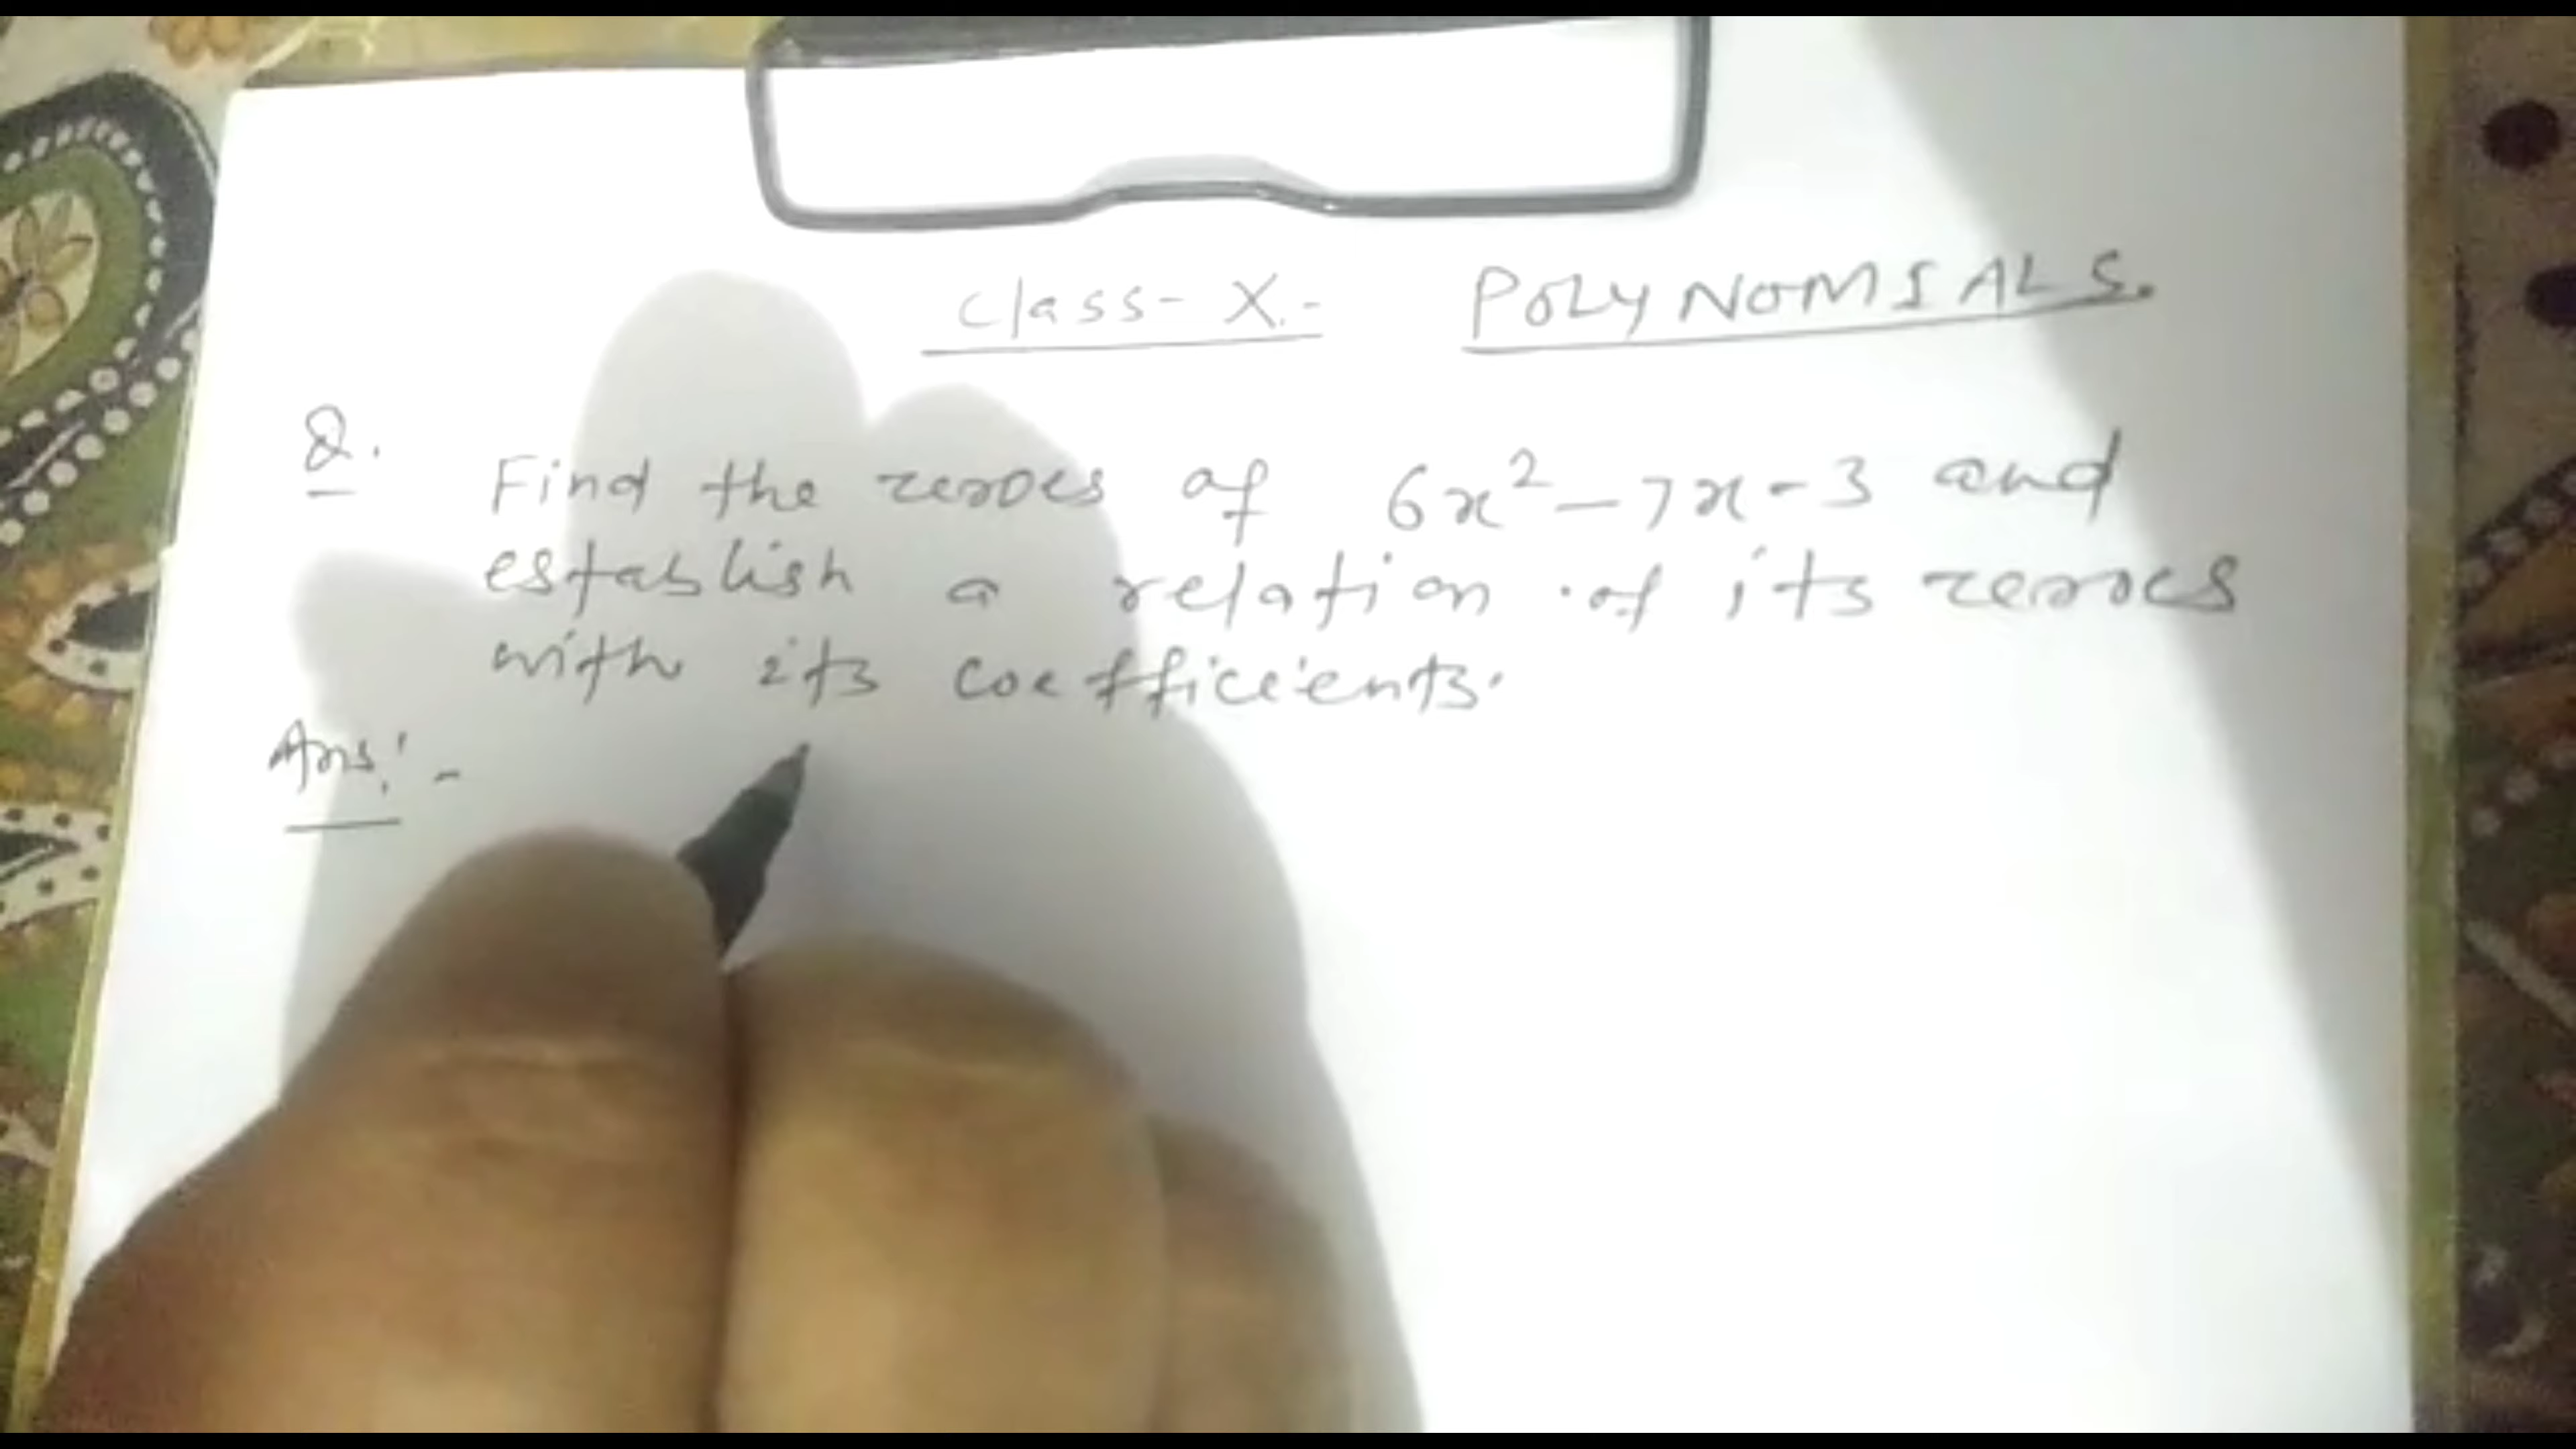 Class-X.- POLYNOMIALS.
Q.
Find the zeroes of 6x²-7x-3 and
establish a relation of its zeroes
with its coefficients.
Ans:-